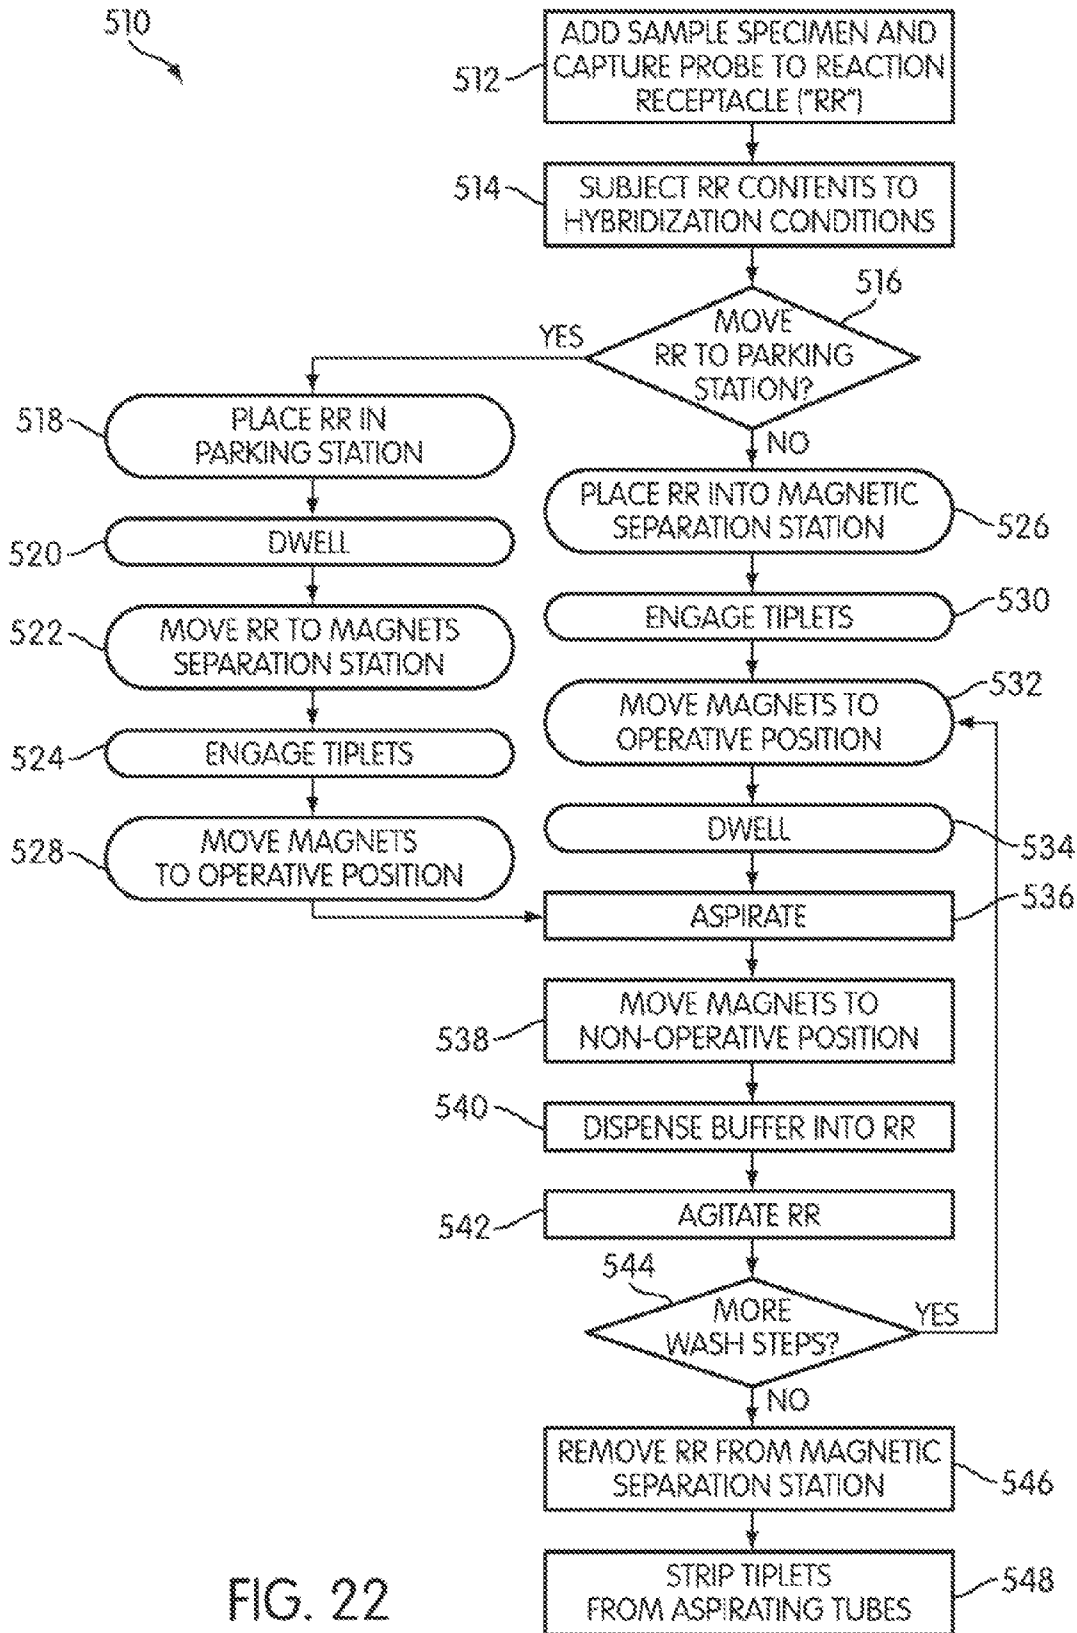 510
512
ADD SAMPLE SPECIMEN AND
CAPTURE PROBE TO REACTION
RECEPTACLE ("RR")
514
SUBJECT RR CONTENTS TO
HYBRIDIZATION CONDITIONS
516
MOVE
RR TO PARKING
STATION?
YES
NO
518
PLACE RR IN
PARKING STATION
520
DWELL
522
MOVE RR TO MAGNETS
SEPARATION STATION
524
ENGAGE TIPLETS
528
MOVE MAGNETS
TO OPERATIVE POSITION
PLACE RR INTO MAGNETIC
SEPARATION STATION
526
ENGAGE TIPLETS
530
MOVE MAGNETS TO
OPERATIVE POSITION
532
DWELL
534
ASPIRATE
536
538
MOVE MAGNETS TO
NON-OPERATIVE POSITION
540
DISPENSE BUFFER INTO RR
542
AGITATE RR
544
MORE
WASH STEPS?
YES
NO
REMOVE RR FROM MAGNETIC
SEPARATION STATION
546
STRIP TIPLETS
FROM ASPIRATING TUBES
548
FIG. 22